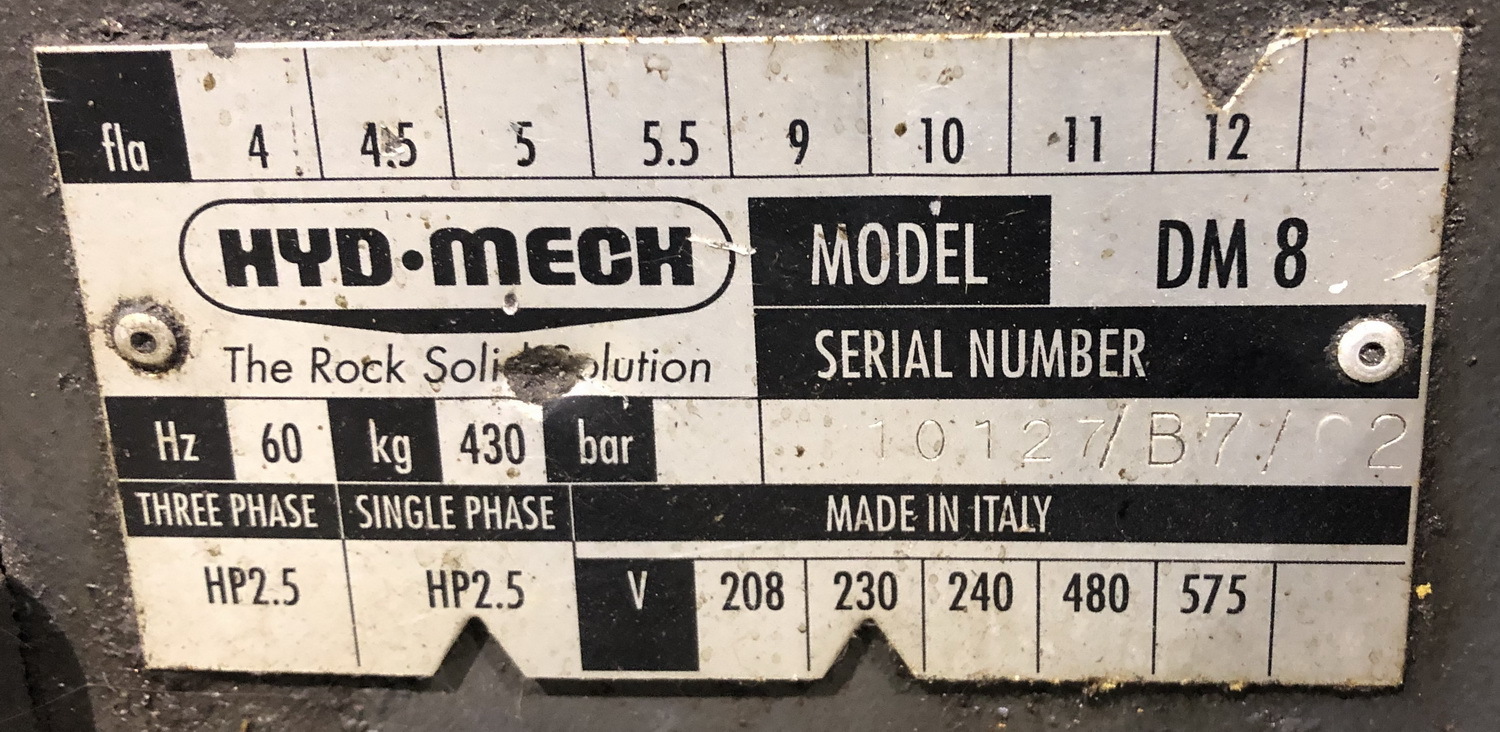 fla 4 4.5 5 5.5 9 10 11 12
HYD·MECH
MODEL DM 8
The Rock Solid Solution
SERIAL NUMBER
Hz 60 kg 430 bar
10127/B7/ 2
THREE PHASE SINGLE PHASE MADE IN ITALY
HP2.5 HP2.5 V 208 230 240 480 575